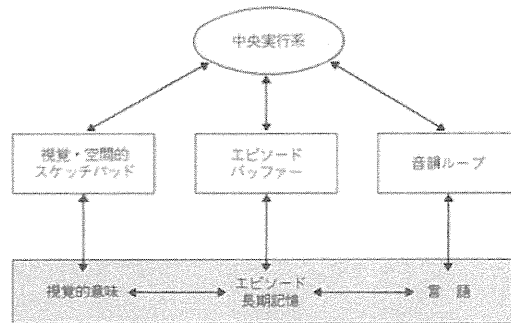 中央実行系
視覚・空間的
スケッチパッド
エピソード
バッファー
音韻ループ
視覚的意味
エピソード
長期記憶
言 語